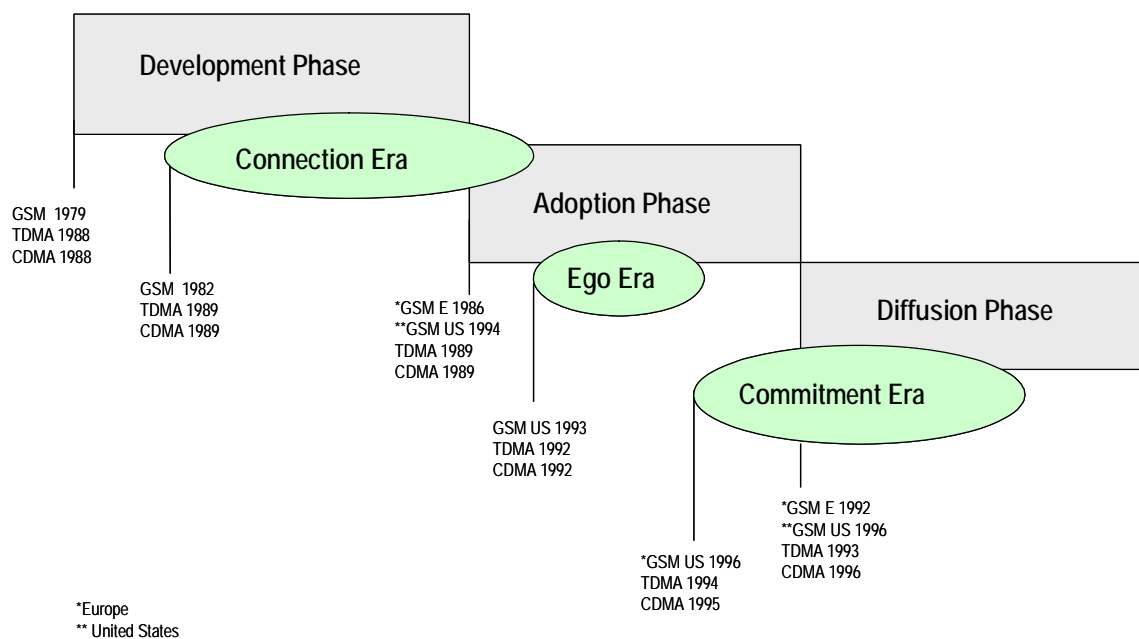 Development Phase
Connection Era
Adoption Phase
GSM 1979
TDMA 1988
CDMA 1988
Ego Era
GSM 1982
TDMA 1989
CDMA 1989
*GSM E 1986
**GSM US 1994
TDMA 1989
CDMA 1989
Diffusion Phase
Commitment Era
GSM US 1993
TDMA 1992
CDMA 1992
*GSM E 1992
**GSM US 1996
TDMA 1993
CDMA 1996
*GSM US 1996
TDMA 1994
CDMA 1995
*Europe
** United States